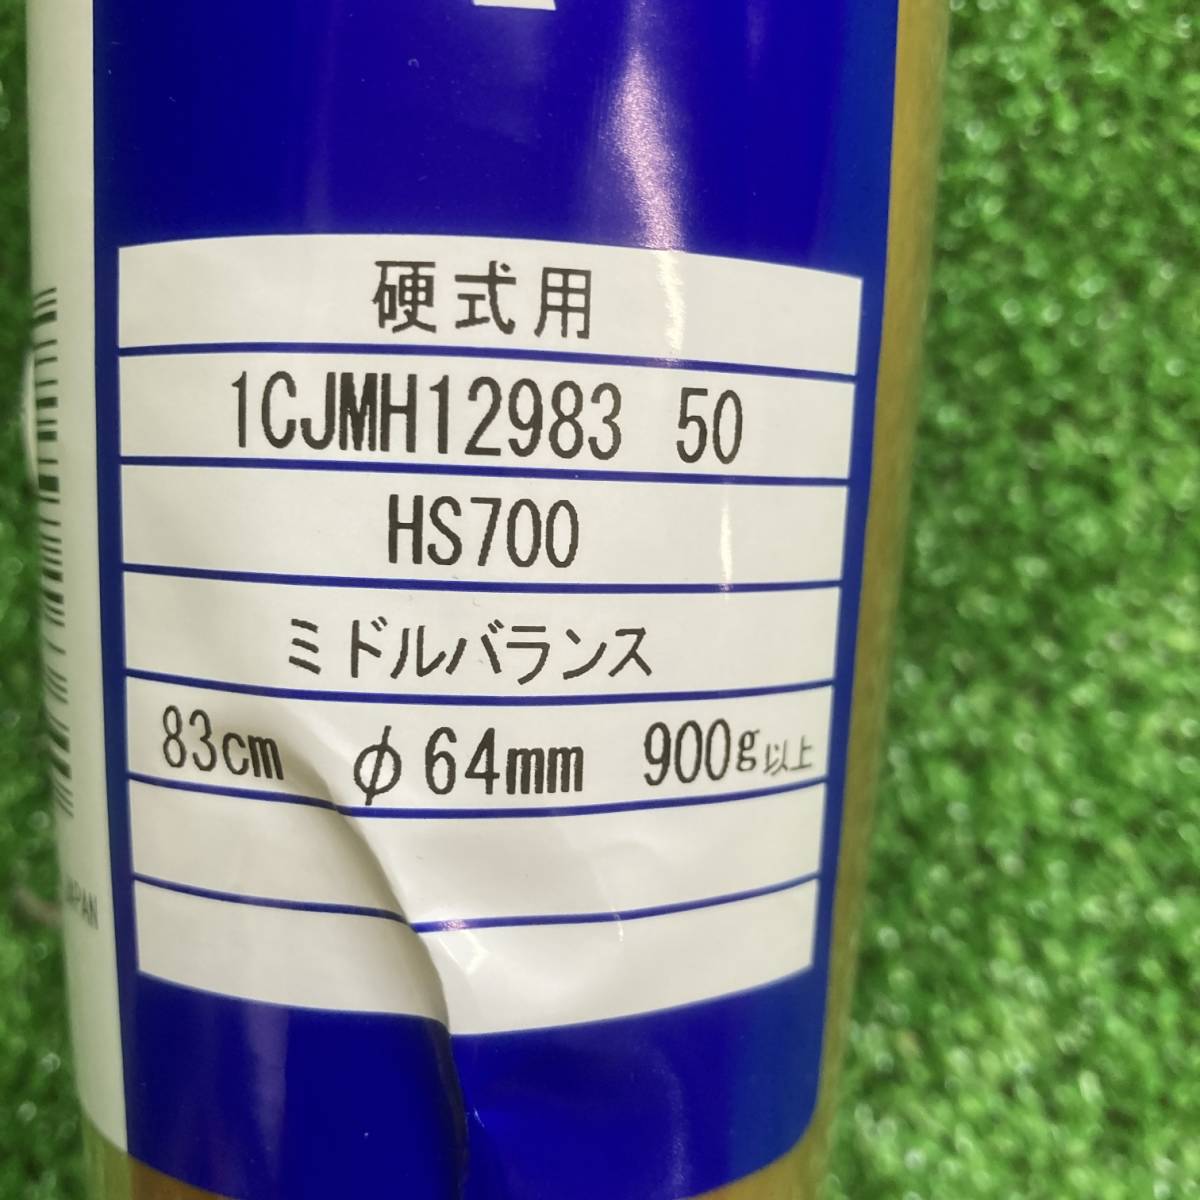 硬式用
1CJMH12983 50
HS700
ミドルバランス
83cm φ64mm 900g以上
JAPAN